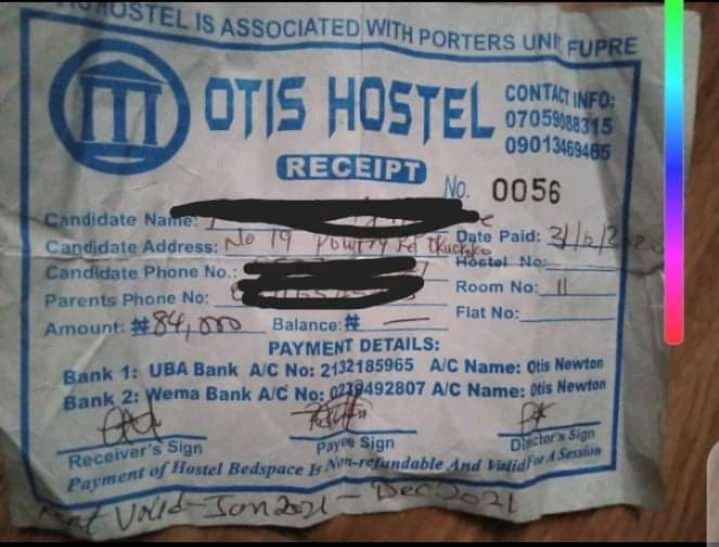 HOSTEL IS ASSOCIATED WITH PORTERS UNI FUPRE
OTIS HOSTEL
CONTACT INFO:
07059088315
09013469465
RECEIPT
No. 0056
Candidate Name:
Candidate Address: No 19
Date Paid: 31/
Candidate Phone No.:
Hostel No:
Parents Phone No:
Room No: 11
Amount: ₦84,000 Balance: ₦ —
Flat No:
PAYMENT DETAILS:
Bank 1: UBA Bank A/C No: 2132185965 A/C Name: Otis Newton
Bank 2: Wema Bank A/C No: A/C Name: Otis Newton
Receiver's Sign
Payee Sign
Director's Sign
Payment of Hostel Bedspace Is Non-refundable And Valid For A Session
Valid - Jan 2021 - Dec 2021